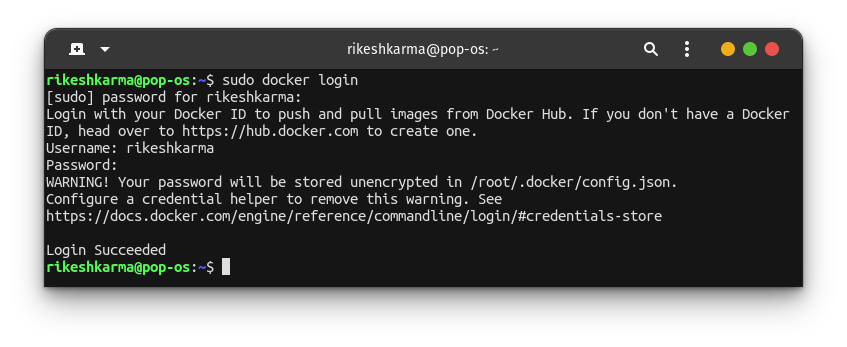 rikeshkarma@pop-os: ~
rikeshkarma@pop-os:~$ sudo docker login
[sudo] password for rikeshkarma:
Login with your Docker ID to push and pull images from Docker Hub. If you don't have a Docker
ID, head over to https://hub.docker.com to create one.
Username: rikeshkarma
Password:
WARNING! Your password will be stored unencrypted in /root/.docker/config.json.
Configure a credential helper to remove this warning. See
https://docs.docker.com/engine/reference/commandline/login/#credentials-store
Login Succeeded
rikeshkarma@pop-os:~$